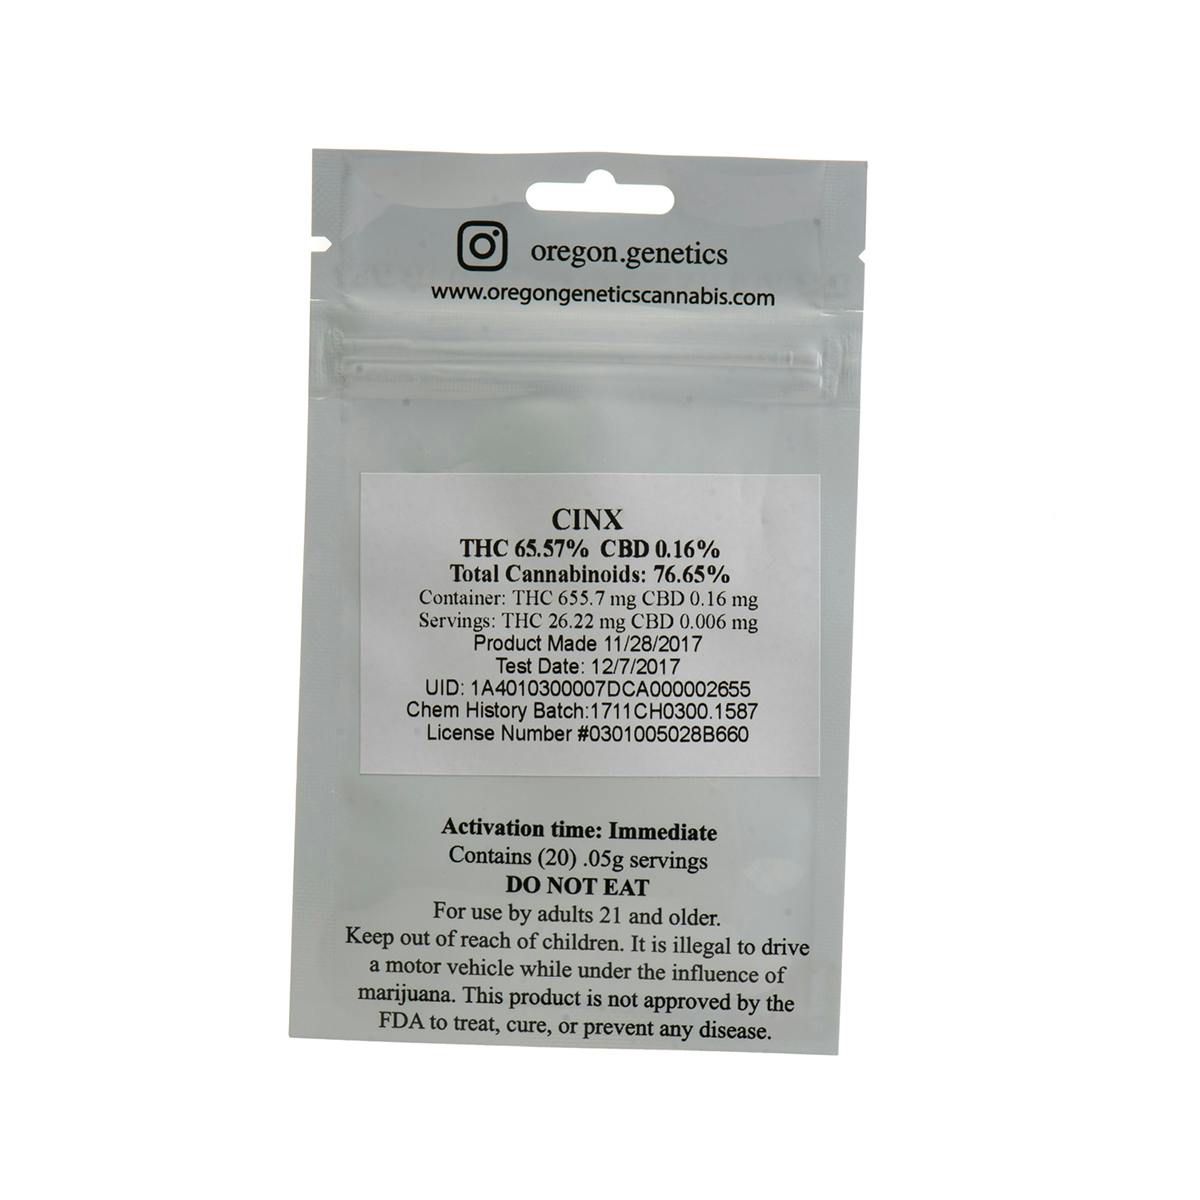 oregon.genetics
www.oregongeneticscannabis.com
CINX
THC 65.57% CBD 0.16%
Total Cannabinoids: 76.65%
Container: THC 655.7 mg CBD 0.16 mg
Servings: THC 26.22 mg CBD 0.006 mg
Product Made 11/28/2017
Test Date: 12/7/2017
UID: 1A4010300007DCA000002655
Chem History Batch:1711CH0300.1587
License Number #0301005028B660
Activation time: Immediate
Contains (20) .05g servings
DO NOT EAT
For use by adults 21 and older.
Keep out of reach of children. It is illegal to drive
a motor vehicle while under the influence of
marijuana. This product is not approved by the
FDA to treat, cure, or prevent any disease.